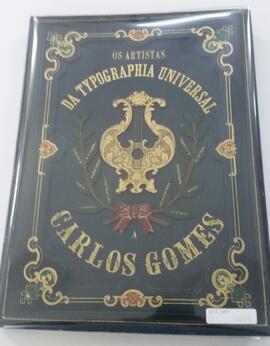 OS ARTISTAS
DA TYPOGRAPHIA UNIVERSAL
A
CARLOS GOMES